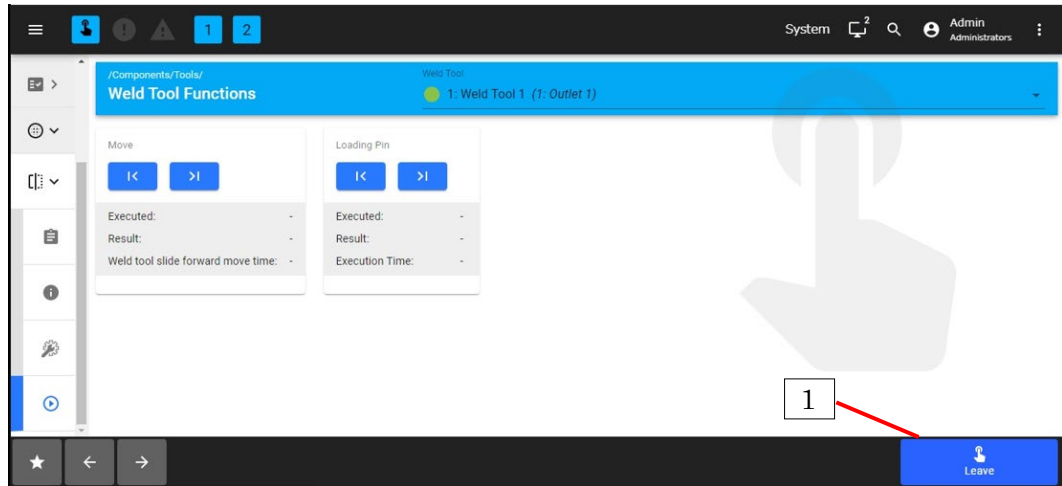 1 2 System 2 Admin
Administrators
/Components/Tools/
Weld Tool Functions
Weld Tool
1: Weld Tool 1 (1: Outlet 1)
Move
Executed: -
Result: -
Weld tool slide forward move time: -
Loading Pin
Executed: -
Result: -
Execution Time: -
1
Leave